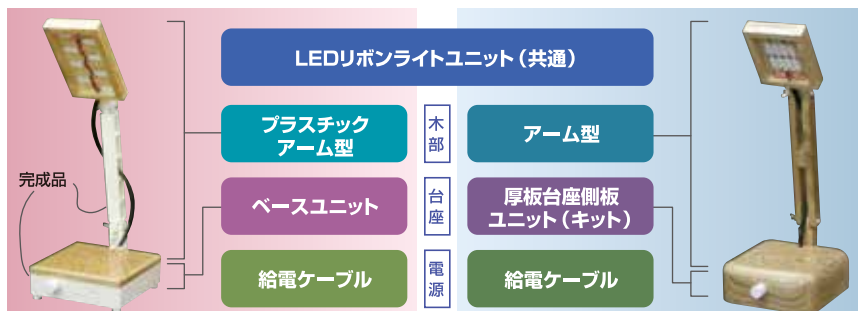 LEDリボンライトユニット（共通）
プラスチック
アーム型
木部
アーム型
完成品
ベースユニット
台座
厚板台座側板
ユニット（キット）
給電ケーブル
電源
給電ケーブル